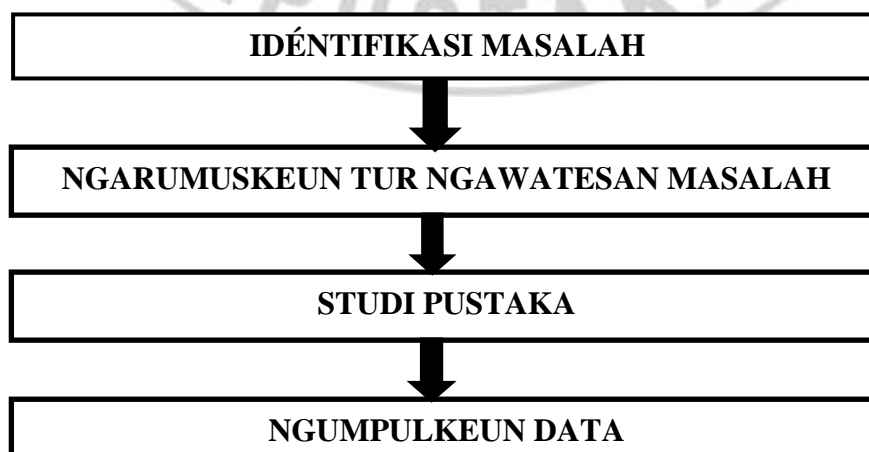 IDÉNTIFIKASI MASALAH
NGARUMUSKEUN TUR NGAWATESAN MASALAH
STUDI PUSTAKA
NGUMPULKEUN DATA